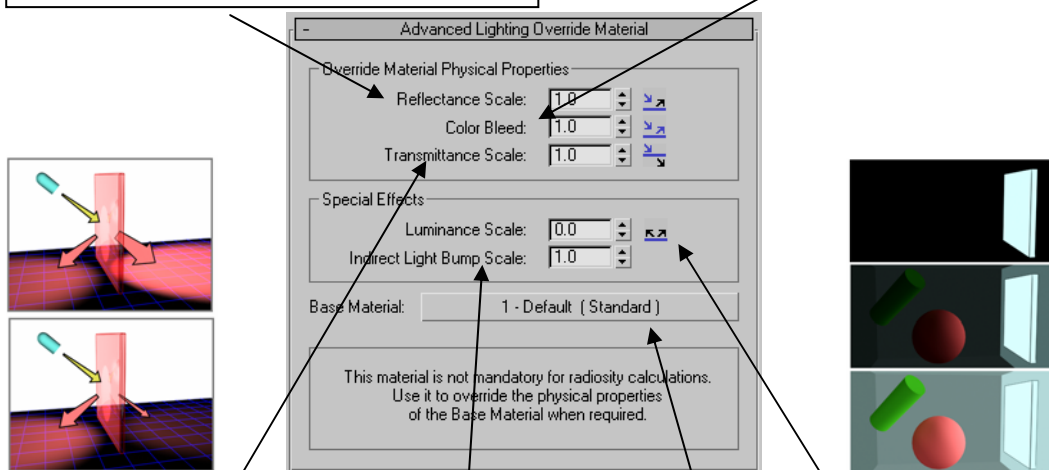 - Advanced Lighting Override Material
Override Material Physical Properties
Reflectance Scale: 1.0
Color Bleed: 1.0
Transmittance Scale: 1.0
Special Effects
Luminance Scale: 0.0
Indirect Light Bump Scale: 1.0
Base Material: 1 - Default ( Standard )
This material is not mandatory for radiosity calculations.
Use it to override the physical properties
of the Base Material when required.